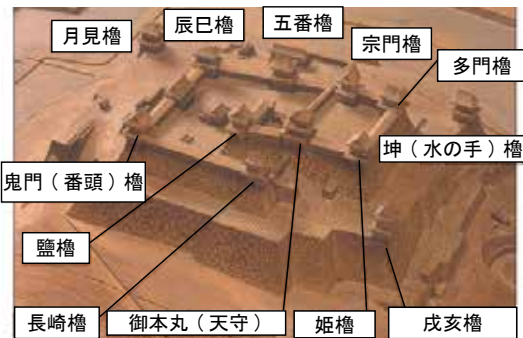 月見櫓
辰巳櫓
五番櫓
宗門櫓
多門櫓
坤(水の手)櫓
鬼門(番頭)櫓
鹽櫓
長崎櫓
御本丸(天守)
姫櫓
戌亥櫓